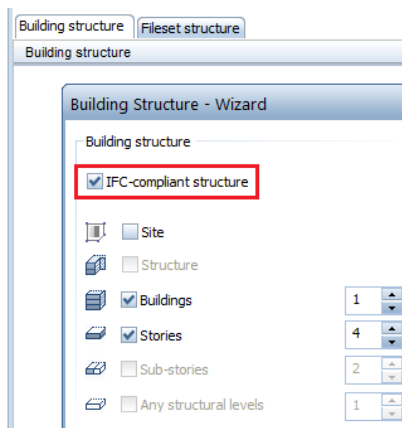 Building structure Fileset structure
Building structure
Building Structure - Wizard
Building structure
IFC-compliant structure
Site
Structure
Buildings 1
Stories 4
Sub-stories 2
Any structural levels 1